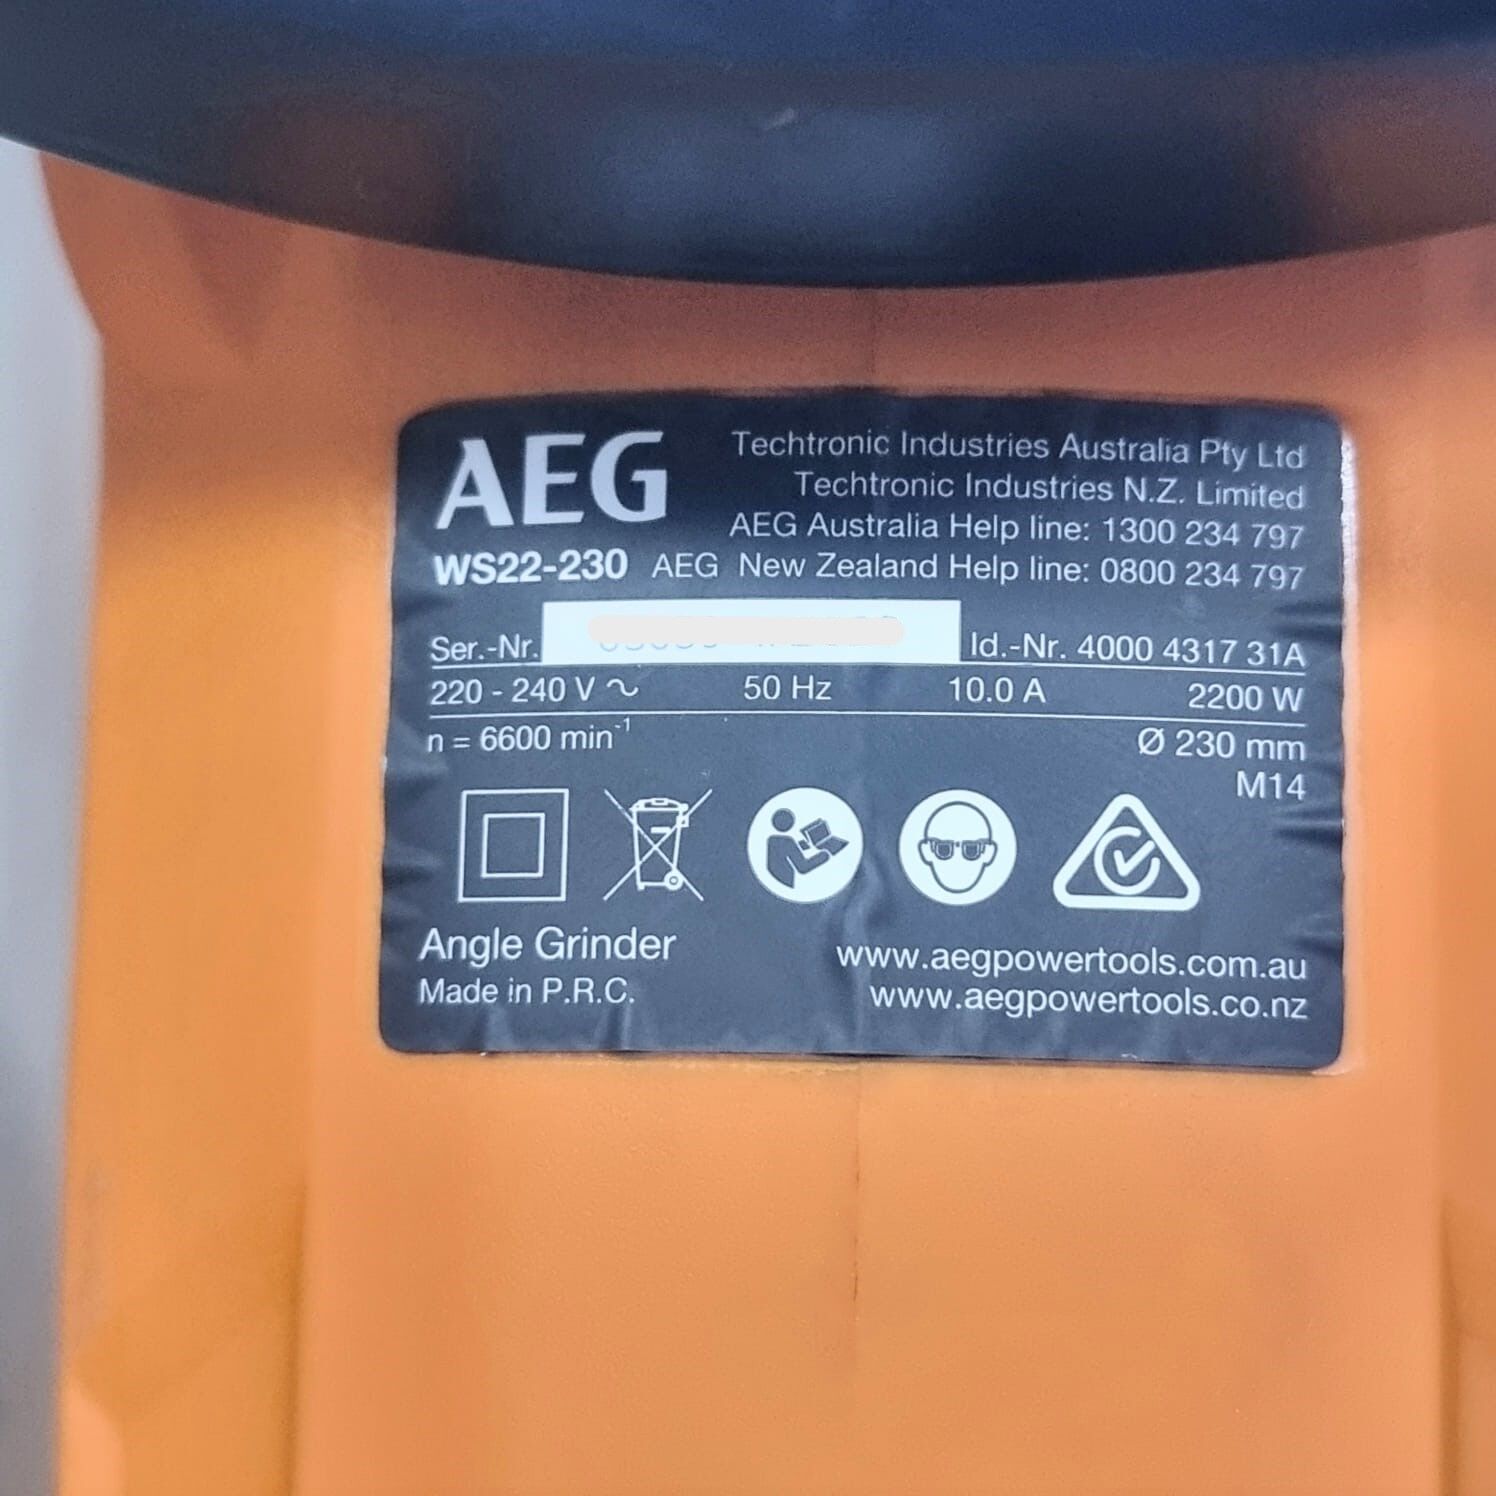 AEG
Techtronic Industries Australia Pty Ltd
Techtronic Industries N.Z. Limited
AEG Australia Help line: 1300 234 797
WS22-230 AEG New Zealand Help line: 0800 234 797
Ser.-Nr. Id.-Nr. 4000 4317 31A
220 - 240 V ~ 50 Hz 10.0 A 2200 W
n = 6600 min⁻¹ Ø 230 mm
M14
Angle Grinder
Made in P.R.C.
www.aegpowertools.com.au
www.aegpowertools.co.nz